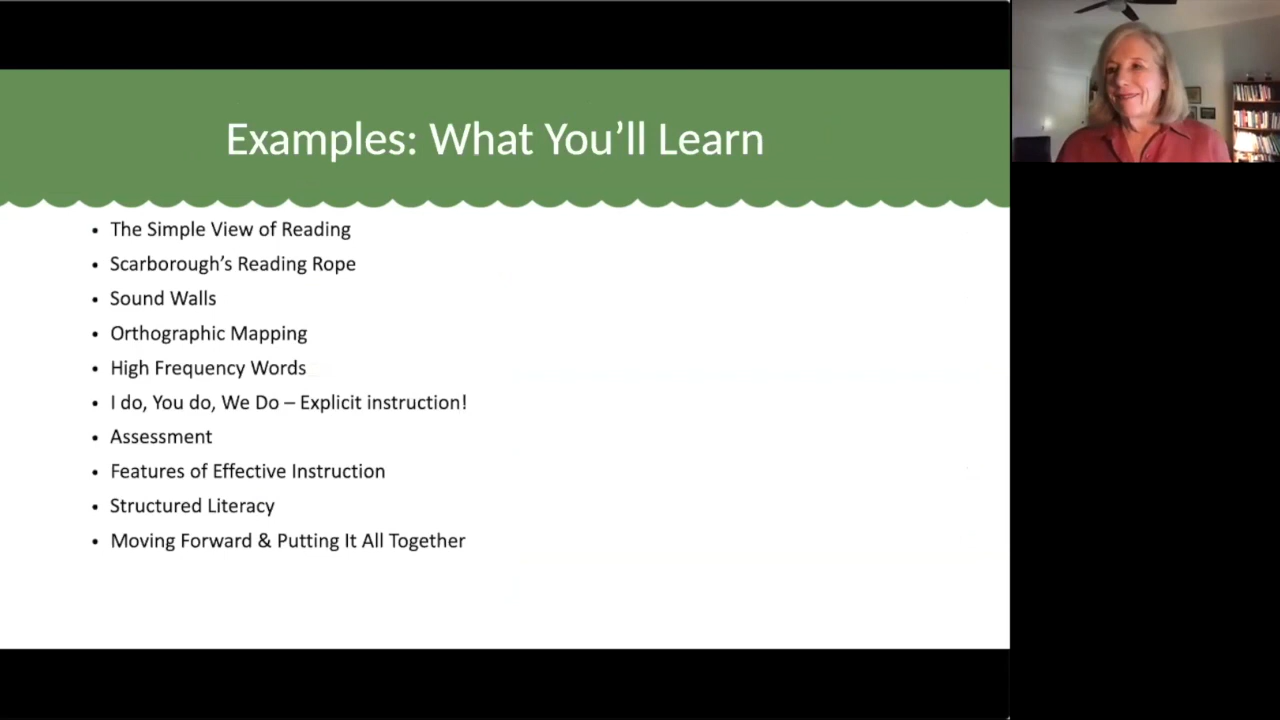 Examples: What You’ll Learn
• The Simple View of Reading
• Scarborough’s Reading Rope
• Sound Walls
• Orthographic Mapping
• High Frequency Words
• I do, You do, We Do – Explicit instruction!
• Assessment
• Features of Effective Instruction
• Structured Literacy
• Moving Forward & Putting It All Together